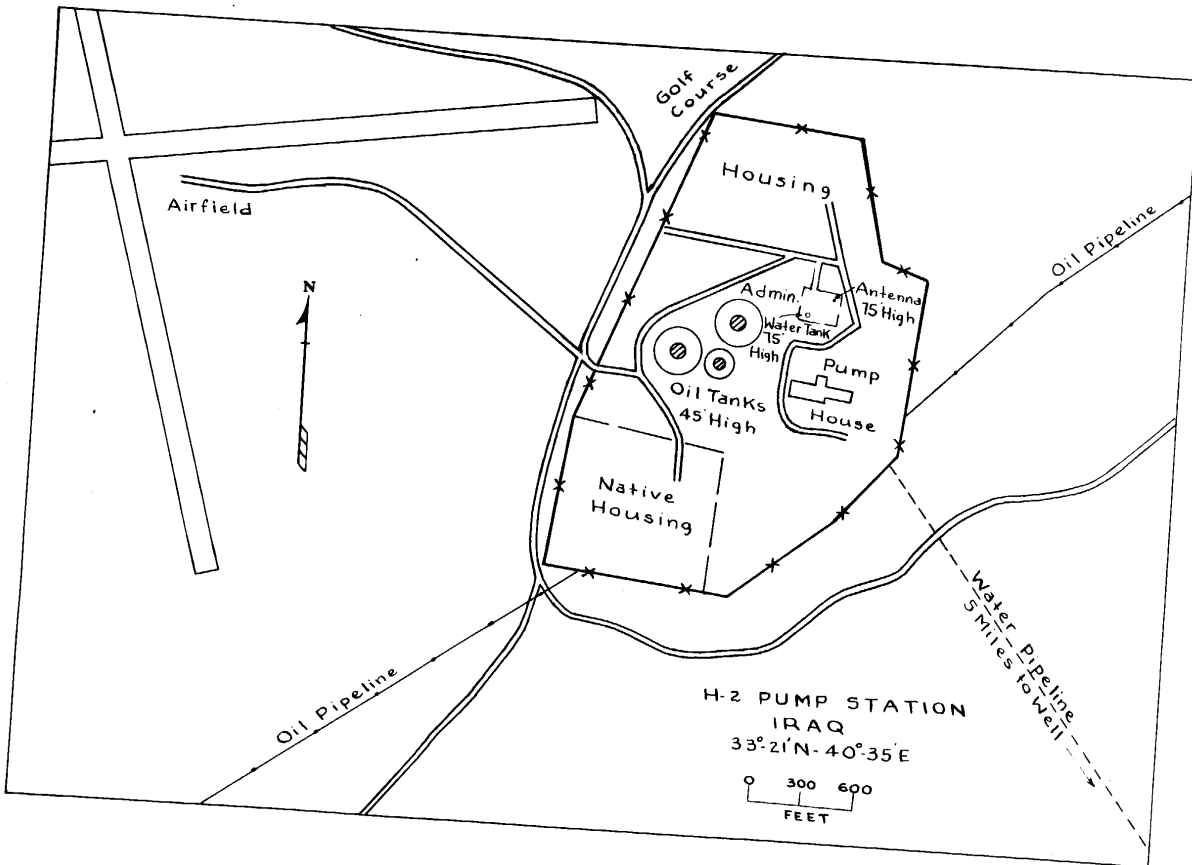 Golf
Course
Housing
Airfield
Oil Pipeline
N
Admin.
Antenna
75' High
Water Tank
75'
High
Pump
House
Oil Tanks
45' High
Native
Housing
Oil Pipeline
Water Pipeline
5 Miles to Well
H-2 PUMP STATION
IRAQ
33°-21'N-40°-35'E
0 300 600
FEET